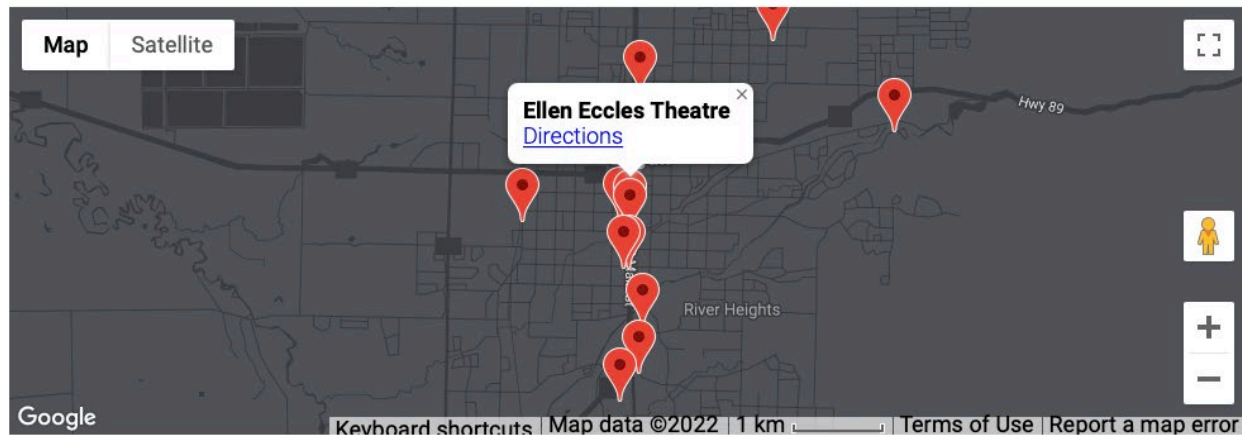 Map Satellite
Ellen Eccles Theatre
Directions
Hwy 89
River Heights
Google
Keyboard shortcuts Map data ©2022 1 km Terms of Use Report a map error